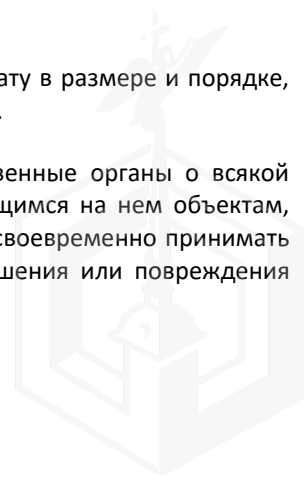 ату в размере и порядке,
.
венные органы о всякой
щимся на нем объектам,
своевременно принимать
шения или повреждения